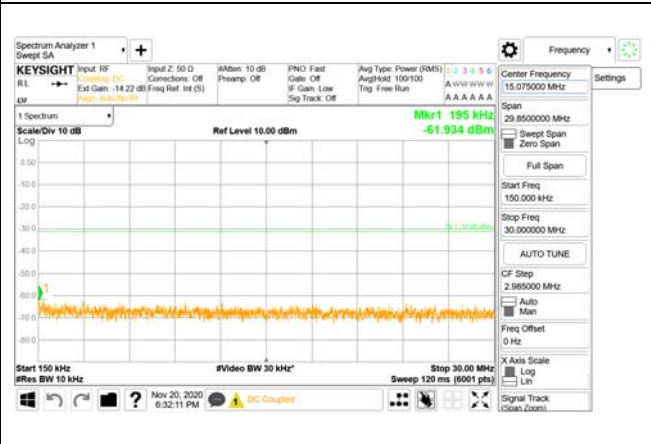 Spectrum Analyzer 1
Swept SA
+
Frequency
KEYSIGHT
Input: RF
Coupling: DC
Ext Gain: -14.22 dB
Align: Auto/No RF
Input Z: 50 Ω
Corrections: Off
Freq Ref: Int (S)
#Atten: 10 dB
Preamp: Off
PNO: Fast
Gate: Off
IF Gain: Low
Sig Track: Off
Avg Type: Power (RMS)
Avg|Hold: 100/100
Trig: Free Run
1 2 3 4 5 6
A W W W W W
A A A A A A
RL
Center Frequency
15.075000 MHz
Settings
1 Spectrum
Mkr1 195 kHz
Scale/Div 10 dB
Ref Level 10.00 dBm
-61.934 dBm
Log
0.00
-10.0
-20.0
-30.0
-40.0
-50.0
-60.0
-70.0
-80.0
1
Start 150 kHz
#Video BW 30 kHz*
Stop 30.00 MHz
#Res BW 10 kHz
Sweep 120 ms (6001 pts)
Span
29.8500000 MHz
Swept Span
Zero Span
Full Span
Start Freq
150.000 kHz
Stop Freq
30.000000 MHz
AUTO TUNE
CF Step
2.985000 MHz
Auto
Man
Freq Offset
0 Hz
X Axis Scale
Log
Lin
Signal Track
(Span Zoom)
?
Nov 20, 2020
6:32:11 PM
1
DC Coupled